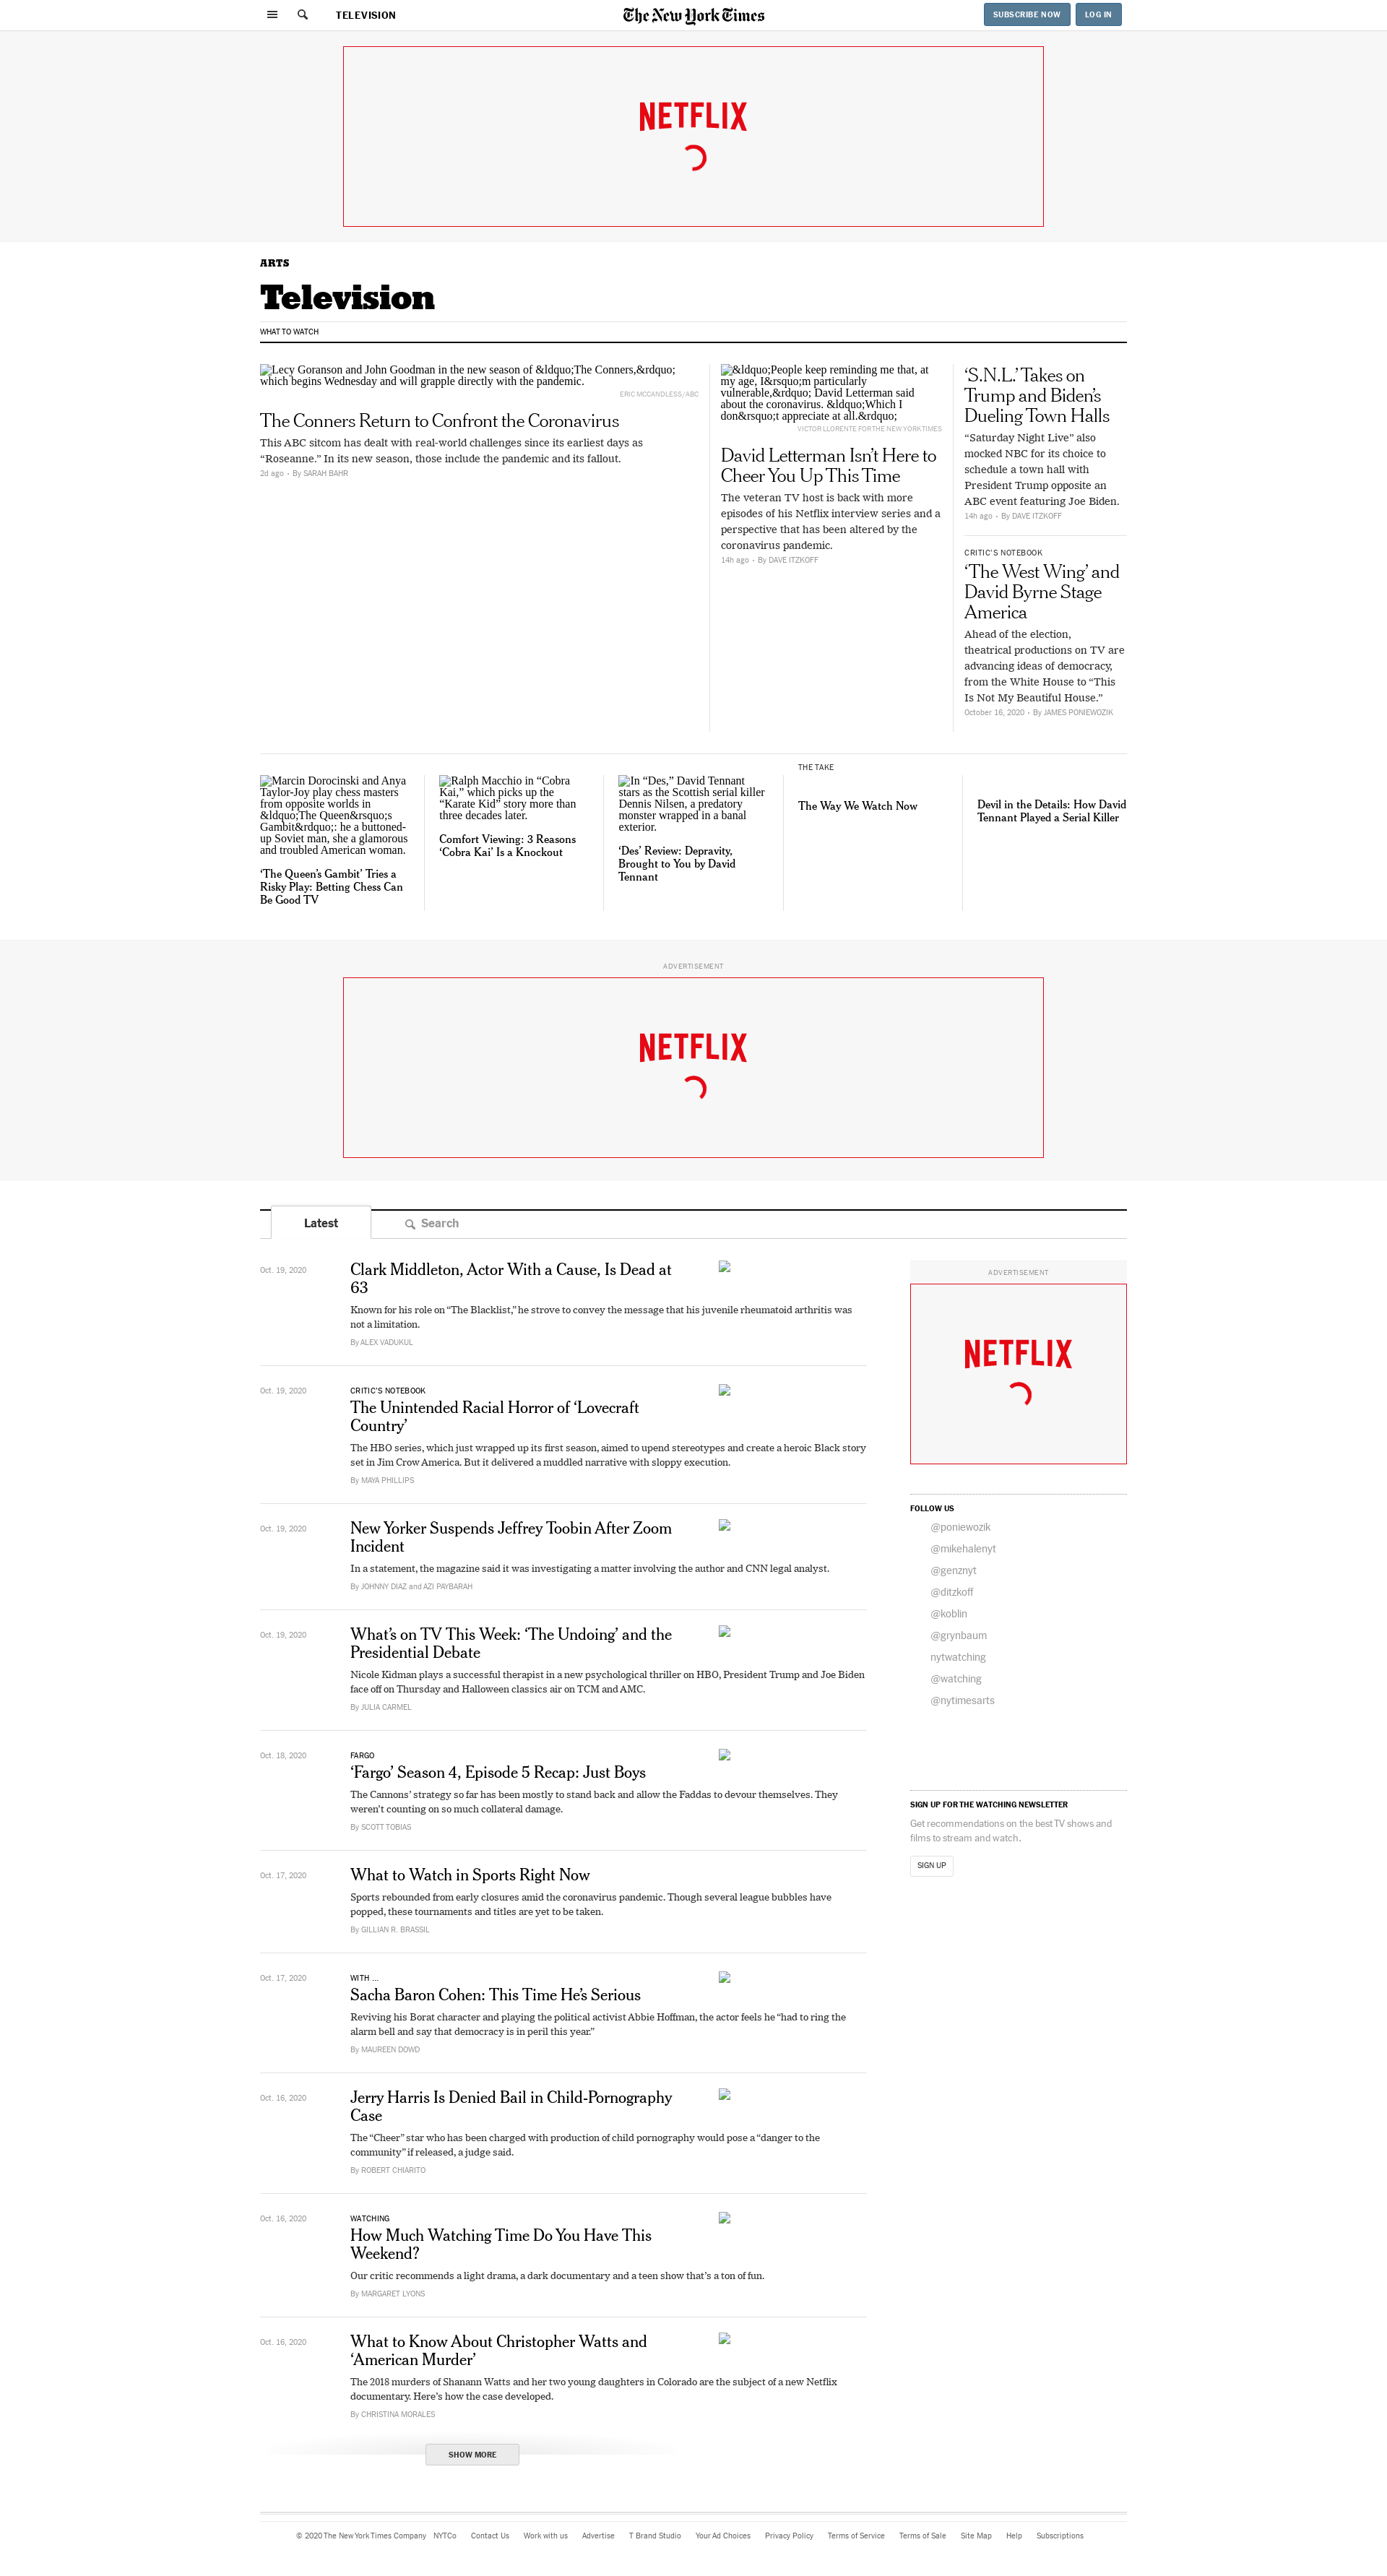 TELEVISION
The New York Times
SUBSCRIBE NOW
LOG IN
NETFLIX
ARTS
Television
WHAT TO WATCH
Lecy Goranson and John Goodman in the new season of &ldquo;The Conners,&rdquo;
which begins Wednesday and will grapple directly with the pandemic.
ERIC MCCANDLESS/ABC
The Conners Return to Confront the Coronavirus
This ABC sitcom has dealt with real-world challenges since its earliest days as
“Roseanne.” In its new season, those include the pandemic and its fallout.
2d ago • By SARAH BAHR
&ldquo;People keep reminding me that, at
my age, I&rsquo;m particularly
vulnerable,&rdquo; David Letterman said
about the coronavirus. &ldquo;Which I
don&rsquo;t appreciate at all.&rdquo;
VICTOR LLORENTE FOR THE NEW YORK TIMES
David Letterman Isn’t Here to
Cheer You Up This Time
The veteran TV host is back with more
episodes of his Netflix interview series and a
perspective that has been altered by the
coronavirus pandemic.
14h ago • By DAVE ITZKOFF
‘S.N.L.’ Takes on
Trump and Biden’s
Dueling Town Halls
“Saturday Night Live” also
mocked NBC for its choice to
schedule a town hall with
President Trump opposite an
ABC event featuring Joe Biden.
14h ago • By DAVE ITZKOFF
CRITIC’S NOTEBOOK
‘The West Wing’ and
David Byrne Stage
America
Ahead of the election,
theatrical productions on TV are
advancing ideas of democracy,
from the White House to “This
Is Not My Beautiful House.”
October 16, 2020 • By JAMES PONIEWOZIK
Marcin Dorocinski and Anya
Taylor-Joy play chess masters
from opposite worlds in
&ldquo;The Queen&rsquo;s
Gambit&rdquo;: he a buttoned-
up Soviet man, she a glamorous
and troubled American woman.
‘The Queen’s Gambit’ Tries a
Risky Play: Betting Chess Can
Be Good TV
Ralph Macchio in “Cobra
Kai,” which picks up the
“Karate Kid” story more than
three decades later.
Comfort Viewing: 3 Reasons
‘Cobra Kai’ Is a Knockout
In “Des,” David Tennant
stars as the Scottish serial killer
Dennis Nilsen, a predatory
monster wrapped in a banal
exterior.
‘Des’ Review: Depravity,
Brought to You by David
Tennant
THE TAKE
The Way We Watch Now
Devil in the Details: How David
Tennant Played a Serial Killer
ADVERTISEMENT
NETFLIX
Latest
Search
Oct. 19, 2020
Clark Middleton, Actor With a Cause, Is Dead at
63
Known for his role on “The Blacklist,” he strove to convey the message that his juvenile rheumatoid arthritis was
not a limitation.
By ALEX VADUKUL
Oct. 19, 2020
CRITIC’S NOTEBOOK
The Unintended Racial Horror of ‘Lovecraft
Country’
The HBO series, which just wrapped up its first season, aimed to upend stereotypes and create a heroic Black story
set in Jim Crow America. But it delivered a muddled narrative with sloppy execution.
By MAYA PHILLIPS
Oct. 19, 2020
New Yorker Suspends Jeffrey Toobin After Zoom
Incident
In a statement, the magazine said it was investigating a matter involving the author and CNN legal analyst.
By JOHNNY DIAZ and AZI PAYBARAH
Oct. 19, 2020
What’s on TV This Week: ‘The Undoing’ and the
Presidential Debate
Nicole Kidman plays a successful therapist in a new psychological thriller on HBO, President Trump and Joe Biden
face off on Thursday and Halloween classics air on TCM and AMC.
By JULIA CARMEL
Oct. 18, 2020
FARGO
‘Fargo’ Season 4, Episode 5 Recap: Just Boys
The Cannons’ strategy so far has been mostly to stand back and allow the Faddas to devour themselves. They
weren’t counting on so much collateral damage.
By SCOTT TOBIAS
Oct. 17, 2020
What to Watch in Sports Right Now
Sports rebounded from early closures amid the coronavirus pandemic. Though several league bubbles have
popped, these tournaments and titles are yet to be taken.
By GILLIAN R. BRASSIL
Oct. 17, 2020
WITH ...
Sacha Baron Cohen: This Time He’s Serious
Reviving his Borat character and playing the political activist Abbie Hoffman, the actor feels he “had to ring the
alarm bell and say that democracy is in peril this year.”
By MAUREEN DOWD
Oct. 16, 2020
Jerry Harris Is Denied Bail in Child-Pornography
Case
The “Cheer” star who has been charged with production of child pornography would pose a “danger to the
community” if released, a judge said.
By ROBERT CHIARITO
Oct. 16, 2020
WATCHING
How Much Watching Time Do You Have This
Weekend?
Our critic recommends a light drama, a dark documentary and a teen show that’s a ton of fun.
By MARGARET LYONS
Oct. 16, 2020
What to Know About Christopher Watts and
‘American Murder’
The 2018 murders of Shanann Watts and her two young daughters in Colorado are the subject of a new Netflix
documentary. Here’s how the case developed.
By CHRISTINA MORALES
SHOW MORE
ADVERTISEMENT
NETFLIX
FOLLOW US
@poniewozik
@mikehalenyt
@genznyt
@ditzkoff
@koblin
@grynbaum
nytwatching
@watching
@nytimesarts
SIGN UP FOR THE WATCHING NEWSLETTER
Get recommendations on the best TV shows and
films to stream and watch.
SIGN UP
© 2020 The New York Times Company NYTCo Contact Us Work with us Advertise T Brand Studio Your Ad Choices Privacy Policy Terms of Service Terms of Sale Site Map Help Subscriptions